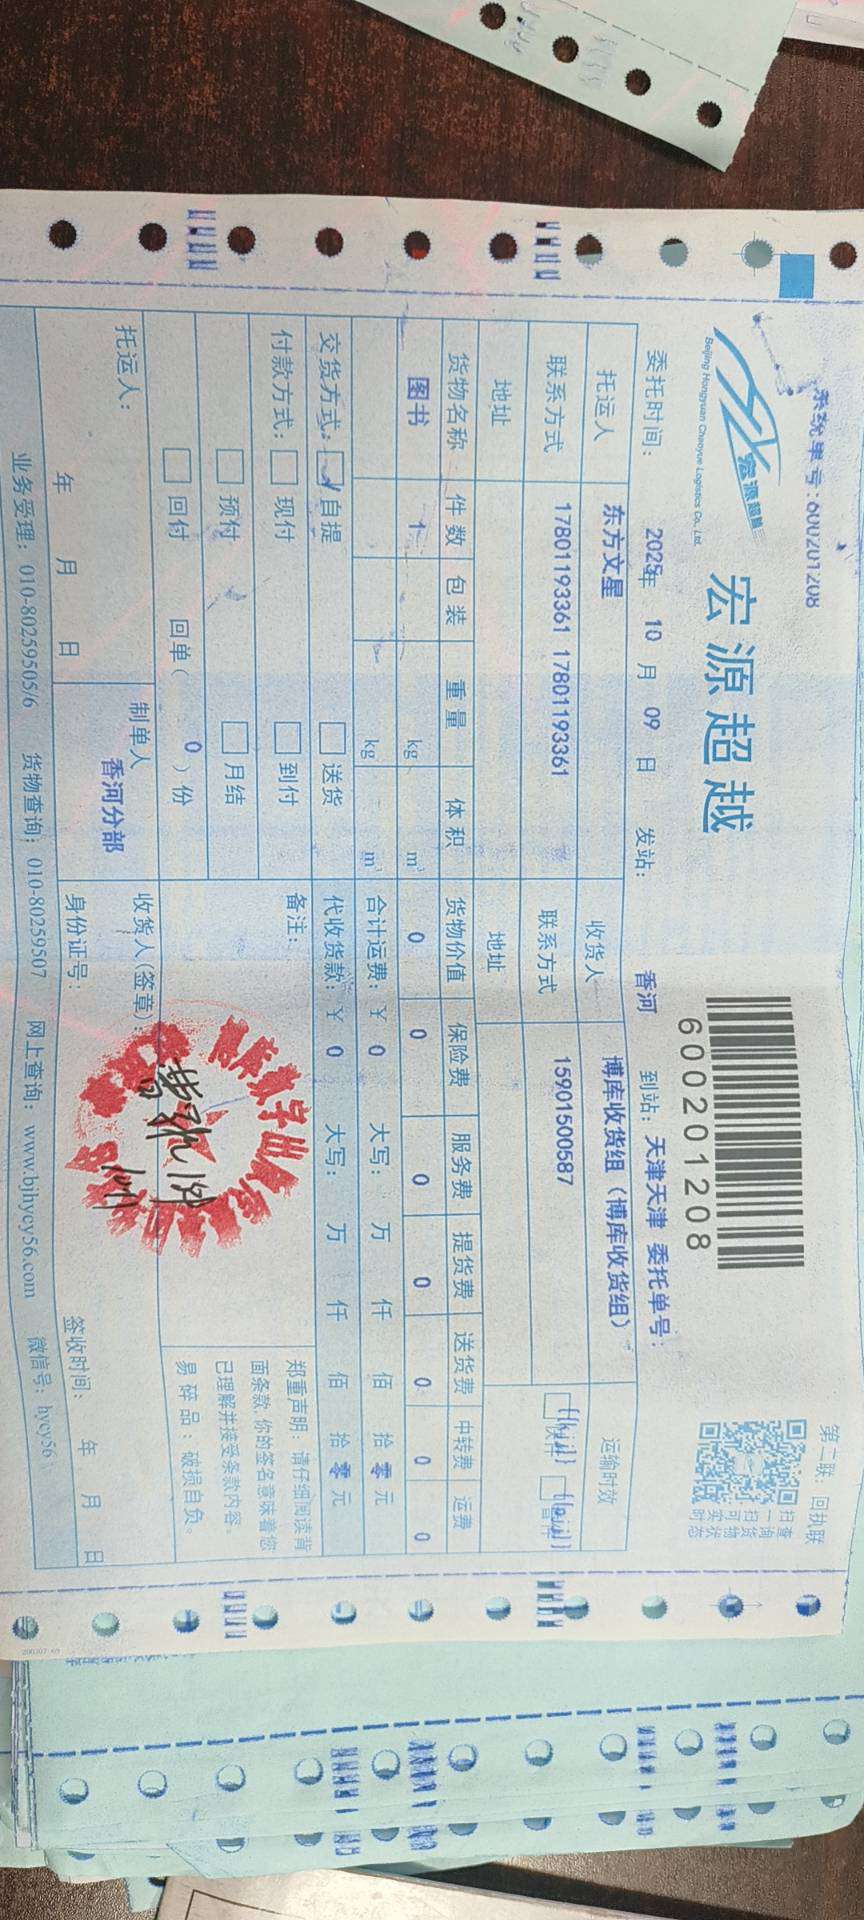 系统单号:600201208
第二联：回执联
宏源超越
Beijing Hongyuan Chaoyue Logistics Co., Ltd.
宏源超越
600201208
扫一扫
查询货物
可实时状态
委托时间： 2025年 10 月 09 日 发站： 香河 到站：天津天津 委托单号：
托运人 东方文星 收货人 博库收货组（博库收货组） 运输时效
联系方式 17801193361 17801193361 联系方式 15901500587
地址 地址
货物名称 件数 包装 重量 体积 货物价值 保险费 服务费 提货费 送货费 中转费 运费
图书 1 kg m³ 0 0 0 0 0 0 0
kg m³ 合计运费：￥ 0 大写： 万 仟 佰 拾 零 元
交货方式： 自提 送货 代收货款：￥ 0 大写： 万 仟 佰 拾 零 元
付款方式： 现付 到付 备注：
预付 月结
回付 回单( 0 )份
郑重声明：请仔细阅读背
面条款，你的签名意味着您
已理解并接受条款内容。
易碎品：破损自负。
托运人： 制单人 收货人(签章)：
香河分部
年 月 日 身份证号： 签收时间： 年 月 日
业务受理：010-80259505/6 货物查询：010-80259507 网上查询：www.bjhycy56.com 微信号：hycy56